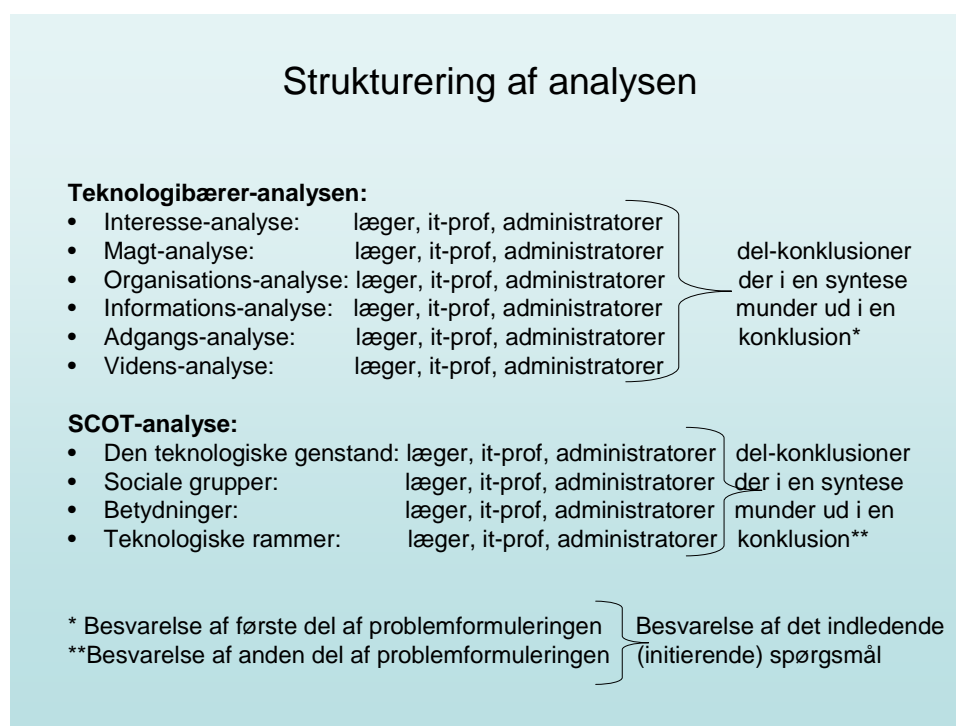 Strukturering af analysen
Teknologibærer-analysen:
• Interesse-analyse: læger, it-prof, administratorer
• Magt-analyse: læger, it-prof, administratorer del-konklusioner
• Organisations-analyse: læger, it-prof, administratorer der i en syntese
• Informations-analyse: læger, it-prof, administratorer munder ud i en
• Adgangs-analyse: læger, it-prof, administratorer konklusion*
• Videns-analyse: læger, it-prof, administratorer
SCOT-analyse:
• Den teknologiske genstand: læger, it-prof, administratorer del-konklusioner
• Sociale grupper: læger, it-prof, administratorer der i en syntese
• Betydninger: læger, it-prof, administratorer munder ud i en
• Teknologiske rammer: læger, it-prof, administratorer konklusion**
* Besvarelse af første del af problemformuleringen Besvarelse af det indledende
**Besvarelse af anden del af problemformuleringen (initierende) spørgsmål